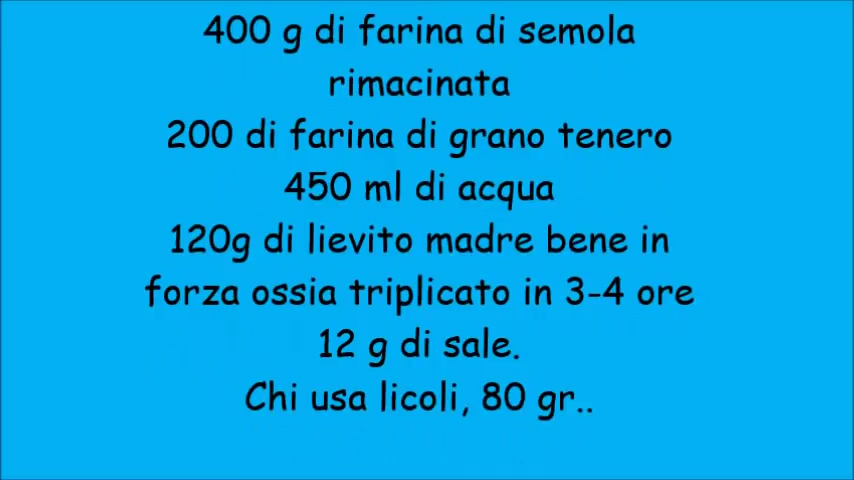 400 g di farina di semola
rimacinata
200 di farina di grano tenero
450 ml di acqua
120g di lievito madre bene in
forza ossia triplicato in 3-4 ore
12 g di sale.
Chi usa licoli, 80 gr..